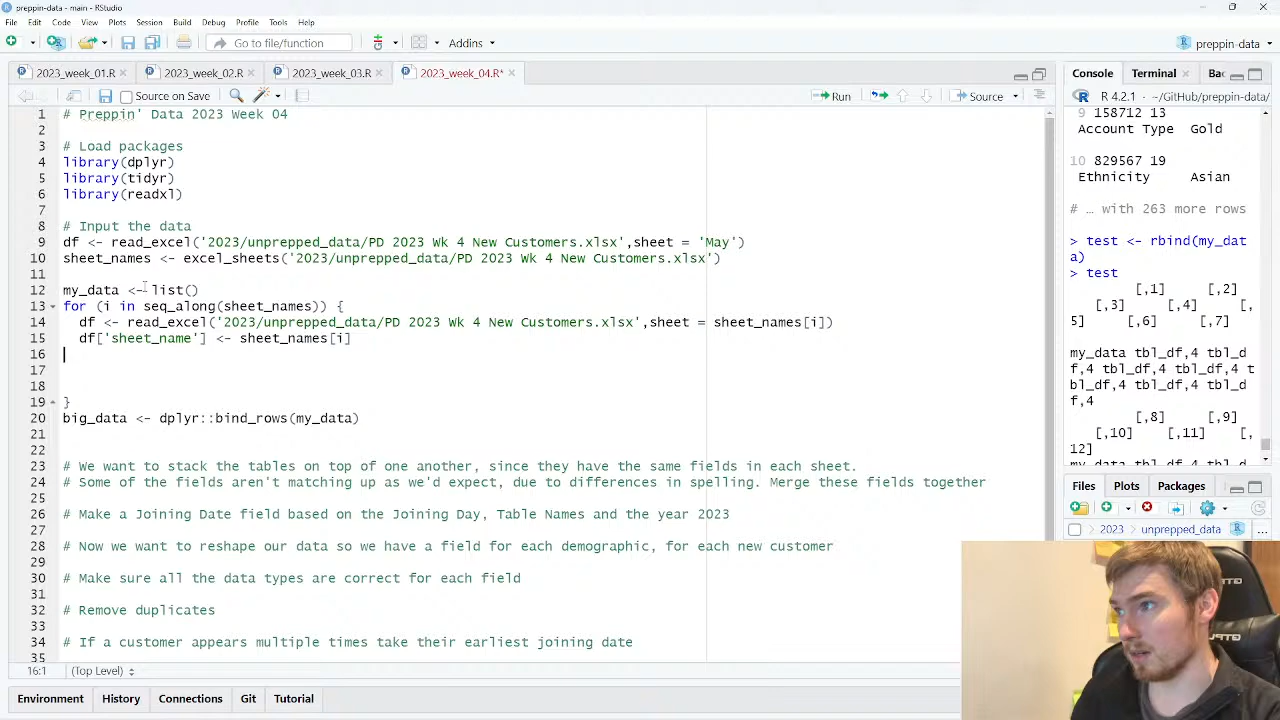 preppin-data - main - RStudio
File Edit Code View Plots Session Build Debug Profile Tools Help
Go to file/function Addins preppin-data
2023_week_01.R 2023_week_02.R 2023_week_03.R 2023_week_04.R*
Source on Save Run Source
1 # Preppin' Data 2023 Week 04
2
3 # Load packages
4 library(dplyr)
5 library(tidyr)
6 library(readxl)
7
8 # Input the data
9 df <- read_excel('2023/unprepped_data/PD 2023 Wk 4 New Customers.xlsx',sheet = 'May')
10 sheet_names <- excel_sheets('2023/unprepped_data/PD 2023 Wk 4 New Customers.xlsx')
11
12 my_data <- list()
13 for (i in seq_along(sheet_names)) {
14 df <- read_excel('2023/unprepped_data/PD 2023 Wk 4 New Customers.xlsx',sheet = sheet_names[i])
15 df['sheet_name'] <- sheet_names[i]
16
17
18
19 }
20 big_data <- dplyr::bind_rows(my_data)
21
22
23 # We want to stack the tables on top of one another, since they have the same fields in each sheet.
24 # Some of the fields aren't matching up as we'd expect, due to differences in spelling. Merge these fields together
25
26 # Make a Joining Date field based on the Joining Day, Table Names and the year 2023
27
28 # Now we want to reshape our data so we have a field for each demographic, for each new customer
29
30 # Make sure all the data types are correct for each field
31
32 # Remove duplicates
33
34 # If a customer appears multiple times take their earliest joining date
35
16:1 (Top Level)
Environment History Connections Git Tutorial
Console Terminal Bac
R 4.2.1 · ~/GitHub/preppin-data/
9 158712 13
Account Type Gold
10 829567 19
Ethnicity Asian
# … with 263 more rows
> test <- rbind(my_dat
a)
> test
[,1] [,2]
[,3] [,4] [,
5] [,6] [,7]
my_data tbl_df,4 tbl_d
f,4 tbl_df,4 tbl_df,4 t
bl_df,4 tbl_df,4 tbl_d
f,4
[,8] [,9]
[,10] [,11] [,
12]
my_data tbl_df,4 tbl_d
Files Plots Packages
2023 unprepped_data ...